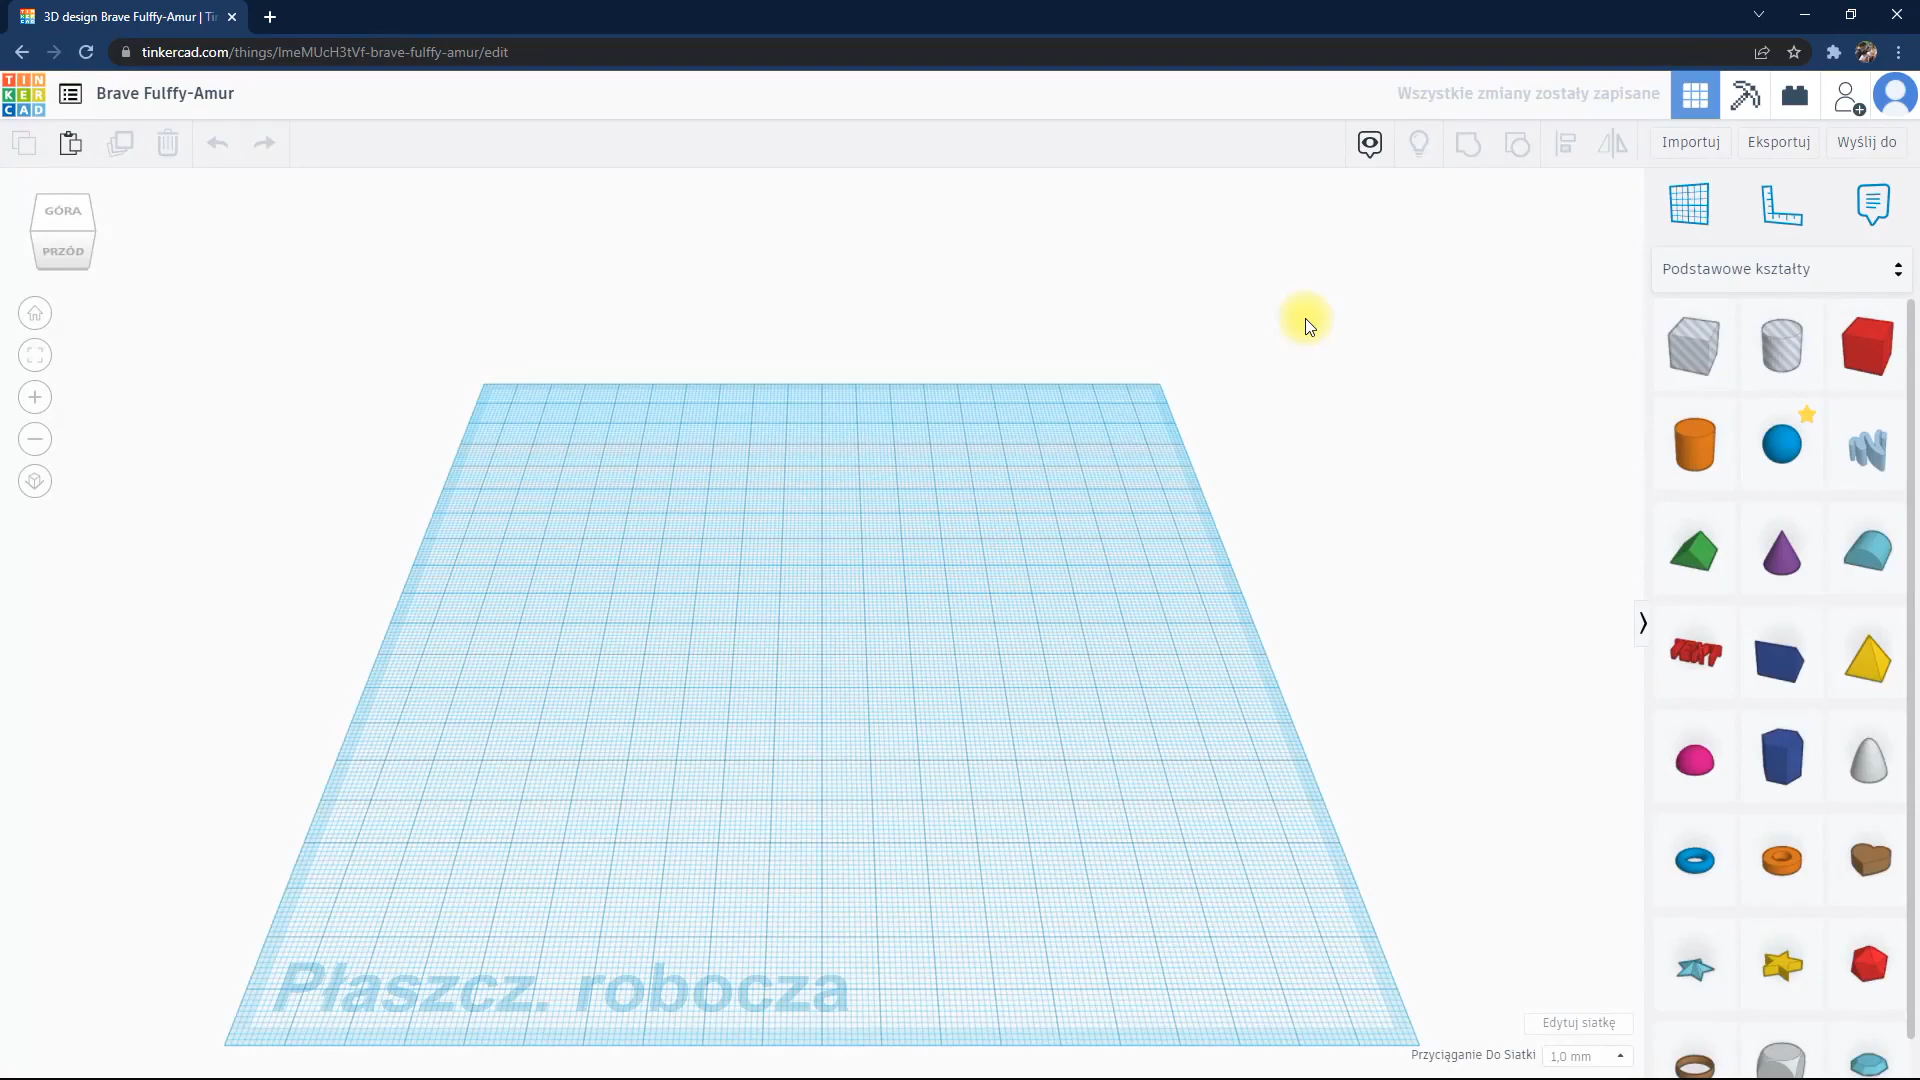 3D design Brave Fulffy-Amur | Ti
tinkercad.com/things/lmeMUcH3tVf-brave-fulffy-amur/edit
TIN
KER
CAD
Brave Fulffy-Amur
Wszystkie zmiany zostały zapisane
Importuj
Eksportuj
Wyślij do
GÓRA
PRZÓD
Podstawowe kształty
TEXT
Płaszcz. robocza
Edytuj siatkę
Przyciąganie Do Siatki
1,0 mm